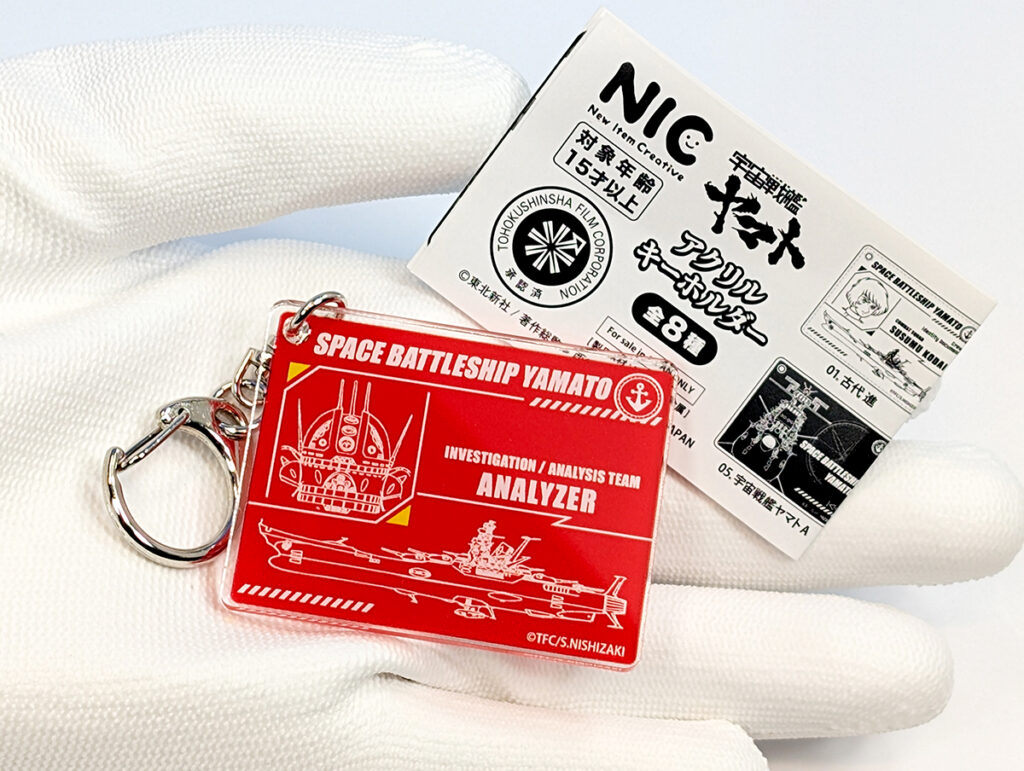 NIC
New Item Creative
対象年齢
15才以上
TOHOKUSHINSHA FILM CORPORATION
承認済
©東北新社/著作総
宇宙戦艦
ヤマト
アクリル
キーホルダー
全8種
For sale in
ONLY
JAPAN
SPACE BATTLESHIP YAMATO
SUSUMU KODAI
01.古代進
SPACE BATTLESHIP
YAMATO
05.宇宙戦艦ヤマトA
SPACE BATTLESHIP YAMATO
INVESTIGATION / ANALYSIS TEAM
ANALYZER
©TFC/S.NISHIZAKI